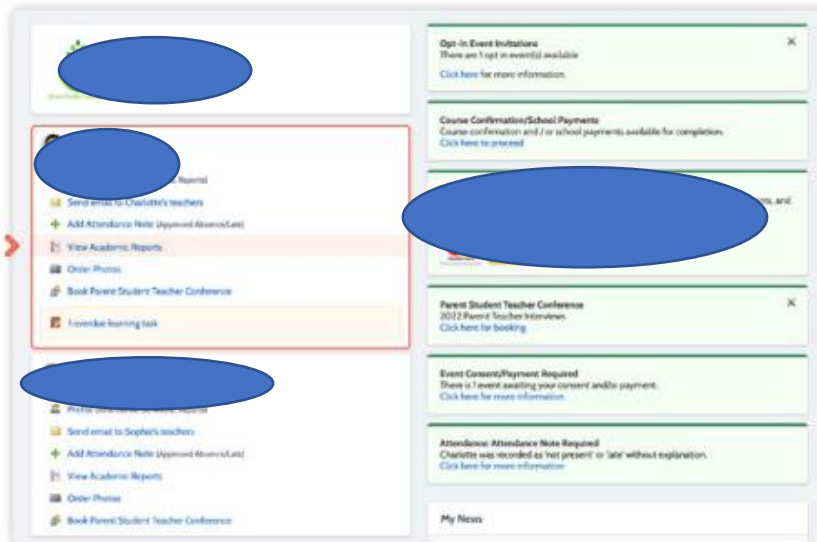 Send email to Charlotte's teachers
Add Attendance Note (Approved Absence/Late)
View Academic Reports
Order Photos
Book Parent Student Teacher Conference
1 overdue learning task
Send email to Sophie's teachers
Add Attendance Note (Approved Absence/Late)
View Academic Reports
Order Photos
Book Parent Student Teacher Conference
Opt-in Event Invitations
There are 1 opt in event(s) available
Click here for more information.
Course Confirmation/School Payments
Course confirmation and / or school payments available for completion.
Click here to proceed
and
Parent Student Teacher Conference
2022 Parent Teacher Interviews
Click here for booking
Event Consent/Payment Required
There is 1 event awaiting your consent and/or payment.
Click here for more information
Attendance: Attendance Note Required
Charlotte was recorded as 'not present' or 'late' without explanation.
Click here for more information
My News